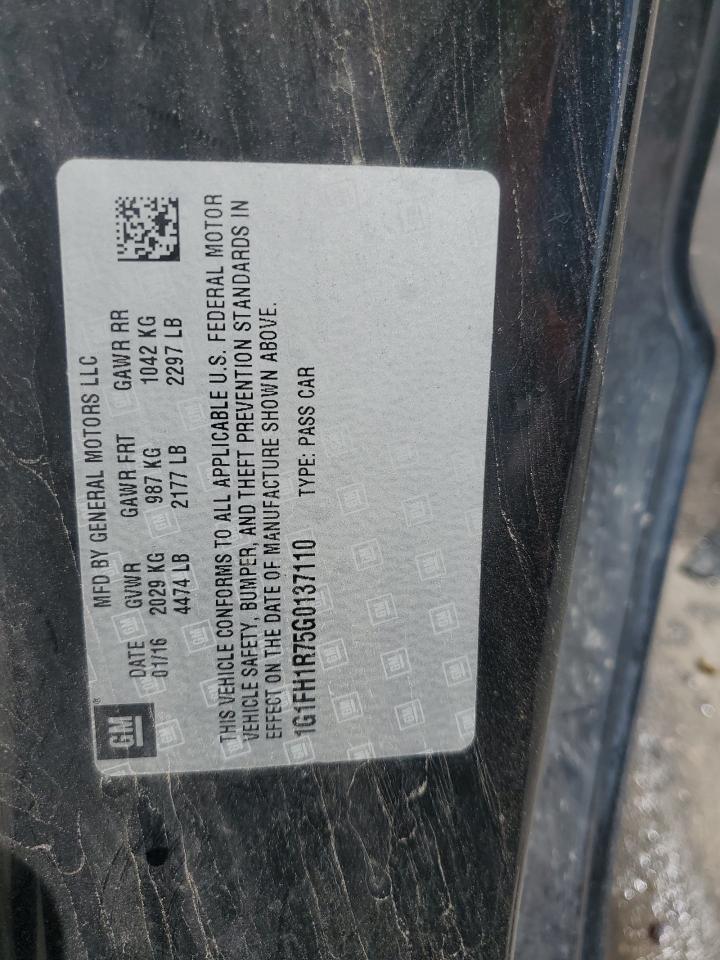 GM®
MFD BY GENERAL MOTORS LLC
DATE GVWR GAWR FRT GAWR RR
01/16 2029 KG 987 KG 1042 KG
4474 LB 2177 LB 2297 LB
THIS VEHICLE CONFORMS TO ALL APPLICABLE U.S. FEDERAL MOTOR
VEHICLE SAFETY, BUMPER, AND THEFT PREVENTION STANDARDS IN
EFFECT ON THE DATE OF MANUFACTURE SHOWN ABOVE.
1G1FH1R75G0137110 TYPE: PASS CAR